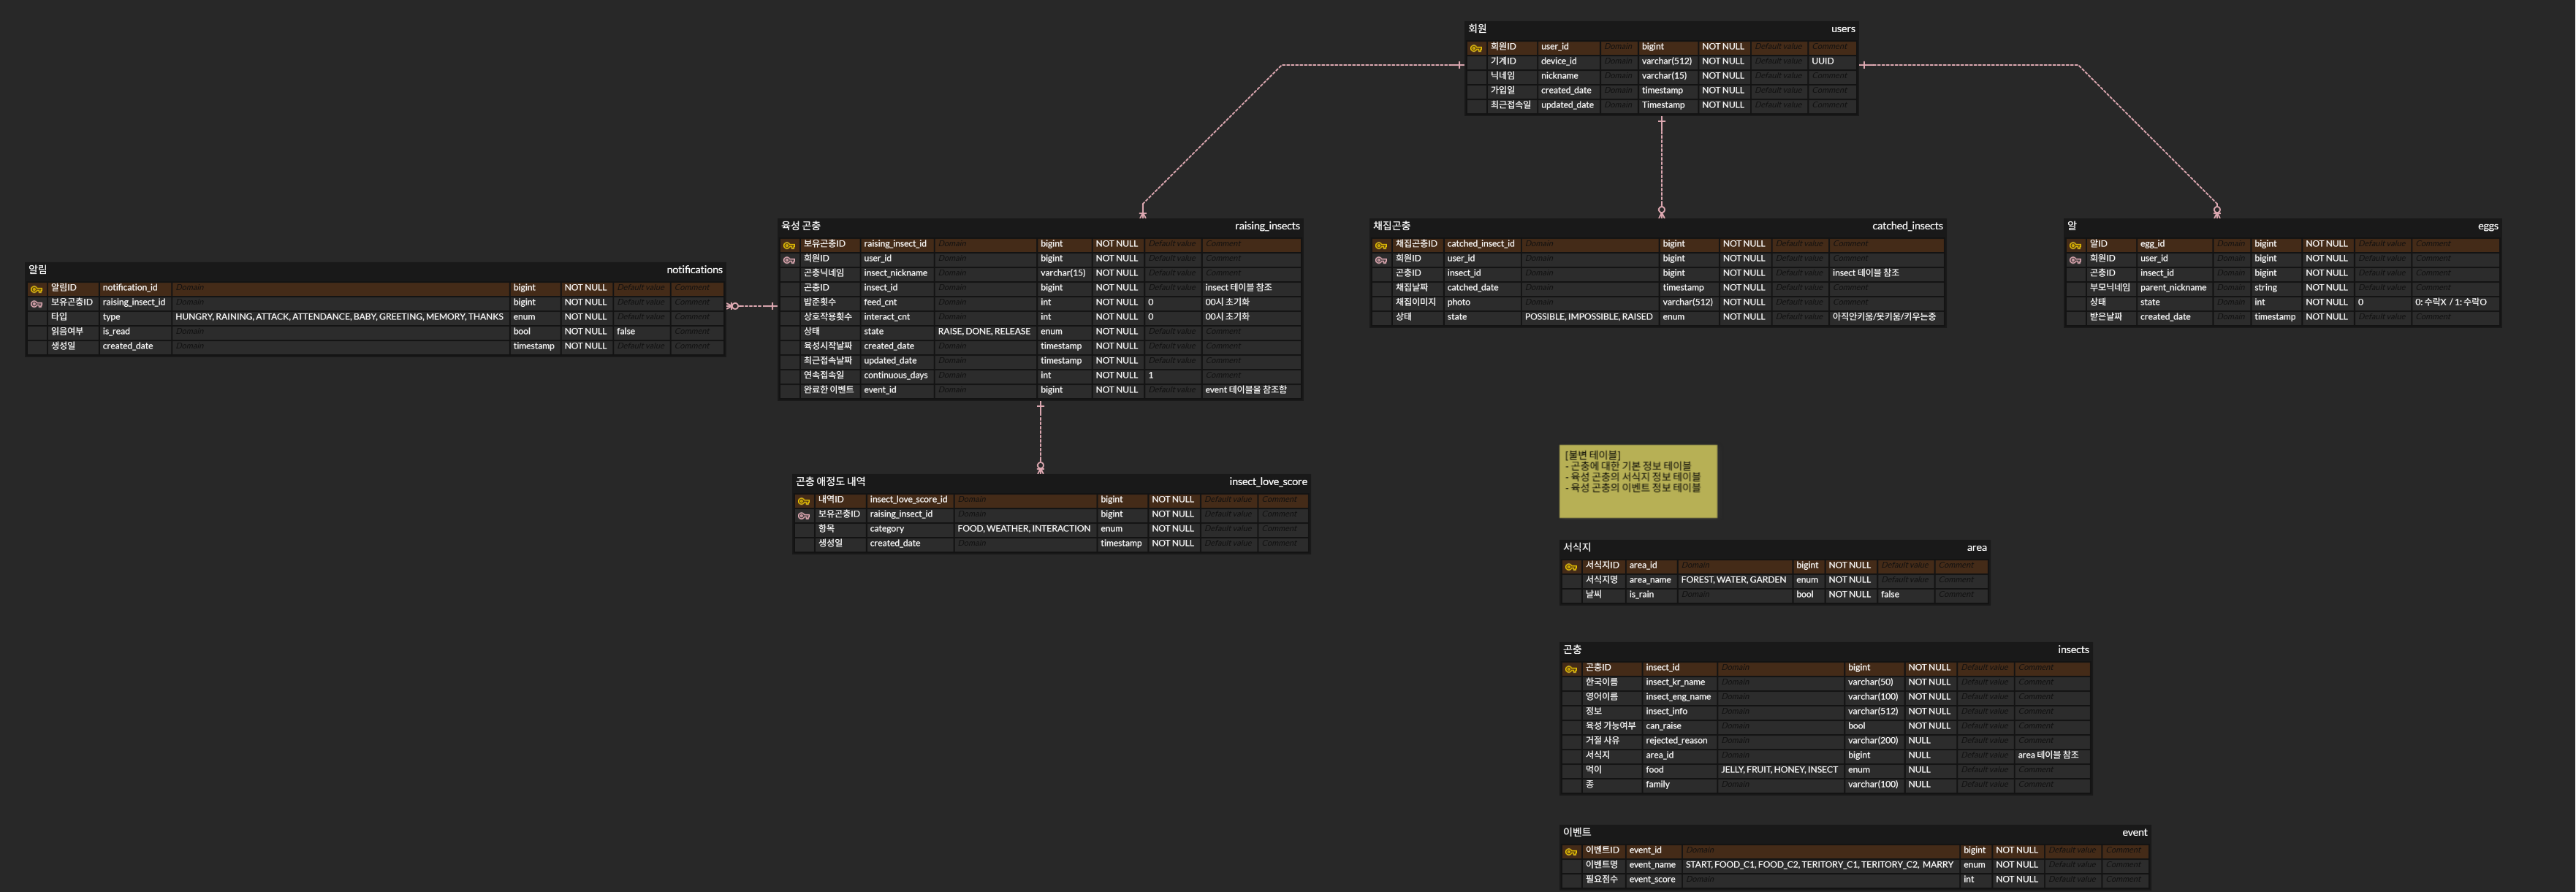 회원 users
회원ID user_id Domain bigint NOT NULL Default value Comment
기계ID device_id Domain varchar(512) NOT NULL Default value UUID
닉네임 nickname Domain varchar(15) NOT NULL Default value Comment
가입일 created_date Domain timestamp NOT NULL Default value Comment
최근접속일 updated_date Domain Timestamp NOT NULL Default value Comment
알림 notifications
알림ID notification_id Domain bigint NOT NULL Default value Comment
보유곤충ID raising_insect_id Domain bigint NOT NULL Default value Comment
타입 type HUNGRY, RAINING, ATTACK, ATTENDANCE, BABY, GREETING, MEMORY, THANKS enum NOT NULL Default value Comment
읽음여부 is_read Domain bool NOT NULL false Comment
생성일 created_date Domain timestamp NOT NULL Default value Comment
육성 곤충 raising_insects
보유곤충ID raising_insect_id Domain bigint NOT NULL Default value Comment
회원ID user_id Domain bigint NOT NULL Default value Comment
곤충닉네임 insect_nickname Domain varchar(15) NOT NULL Default value Comment
곤충ID insect_id Domain bigint NOT NULL Default value insect 테이블 참조
밥준횟수 feed_cnt Domain int NOT NULL 0 00시 초기화
상호작용횟수 interact_cnt Domain int NOT NULL 0 00시 초기화
상태 state RAISE, DONE, RELEASE enum NOT NULL Default value Comment
육성시작날짜 created_date Domain timestamp NOT NULL Default value Comment
최근접속날짜 updated_date Domain timestamp NOT NULL Default value Comment
연속접속일 continuous_days Domain int NOT NULL 1 Comment
완료한 이벤트 event_id Domain bigint NOT NULL Default value event 테이블을 참조함
채집곤충 catched_insects
채집곤충ID catched_insect_id Domain bigint NOT NULL Default value Comment
회원ID user_id Domain bigint NOT NULL Default value Comment
곤충ID insect_id Domain bigint NOT NULL Default value insect 테이블 참조
채집날짜 catched_date Domain timestamp NOT NULL Default value Comment
채집이미지 photo Domain varchar(512) NOT NULL Default value Comment
상태 state POSSIBLE, IMPOSSIBLE, RAISED enum NOT NULL Default value 아직안키움/못키움/키우는중
알 eggs
알ID egg_id Domain bigint NOT NULL Default value Comment
회원ID user_id Domain bigint NOT NULL Default value Comment
곤충ID insect_id Domain bigint NOT NULL Default value Comment
부모닉네임 parent_nickname Domain string NOT NULL Default value Comment
상태 state Domain int NOT NULL 0 0: 수락X / 1: 수락O
받은날짜 created_date Domain timestamp NOT NULL Default value Comment
곤충 애정도 내역 insect_love_score
내역ID insect_love_score_id Domain bigint NOT NULL Default value Comment
보유곤충ID raising_insect_id Domain bigint NOT NULL Default value Comment
항목 category FOOD, WEATHER, INTERACTION enum NOT NULL Default value Comment
생성일 created_date Domain timestamp NOT NULL Default value Comment
[불변 테이블]
- 곤충에 대한 기본 정보 테이블
- 육성 곤충의 서식지 정보 테이블
- 육성 곤충의 이벤트 정보 테이블
서식지 area
서식지ID area_id Domain bigint NOT NULL Default value Comment
서식지명 area_name FOREST, WATER, GARDEN enum NOT NULL Default value Comment
날씨 is_rain Domain bool NOT NULL false Comment
곤충 insects
곤충ID insect_id Domain bigint NOT NULL Default value Comment
한국이름 insect_kr_name Domain varchar(50) NOT NULL Default value Comment
영어이름 insect_eng_name Domain varchar(100) NOT NULL Default value Comment
정보 insect_info Domain varchar(512) NOT NULL Default value Comment
육성 가능여부 can_raise Domain bool NOT NULL Default value Comment
거절 사유 rejected_reason Domain varchar(200) NULL Default value Comment
서식지 area_id Domain bigint NULL Default value area 테이블 참조
먹이 food JELLY, FRUIT, HONEY, INSECT enum NULL Default value Comment
종 family Domain varchar(100) NULL Default value Comment
이벤트 event
이벤트ID event_id Domain bigint NOT NULL Default value Comment
이벤트명 event_name START, FOOD_C1, FOOD_C2, TERITORY_C1, TERITORY_C2, MARRY enum NOT NULL Default value Comment
필요점수 event_score Domain int NOT NULL Default value Comment